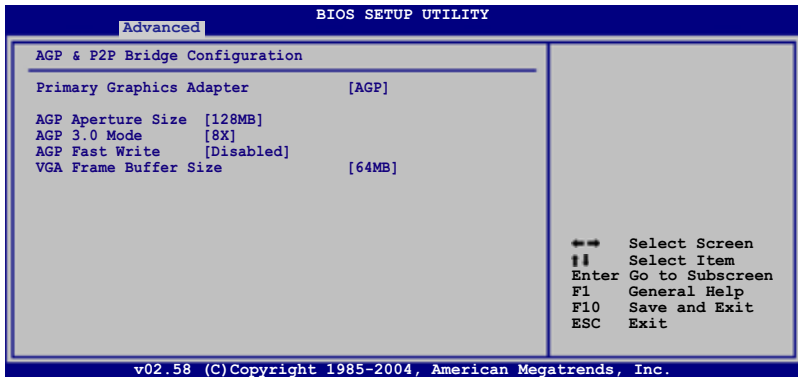 BIOS SETUP UTILITY
Advanced
AGP & P2P Bridge Configuration
Primary Graphics Adapter [AGP]
AGP Aperture Size [128MB]
AGP 3.0 Mode [8X]
AGP Fast Write [Disabled]
VGA Frame Buffer Size [64MB]
←→ Select Screen
↑↓ Select Item
Enter Go to Subscreen
F1 General Help
F10 Save and Exit
ESC Exit
v02.58 (C)Copyright 1985-2004, American Megatrends, Inc.